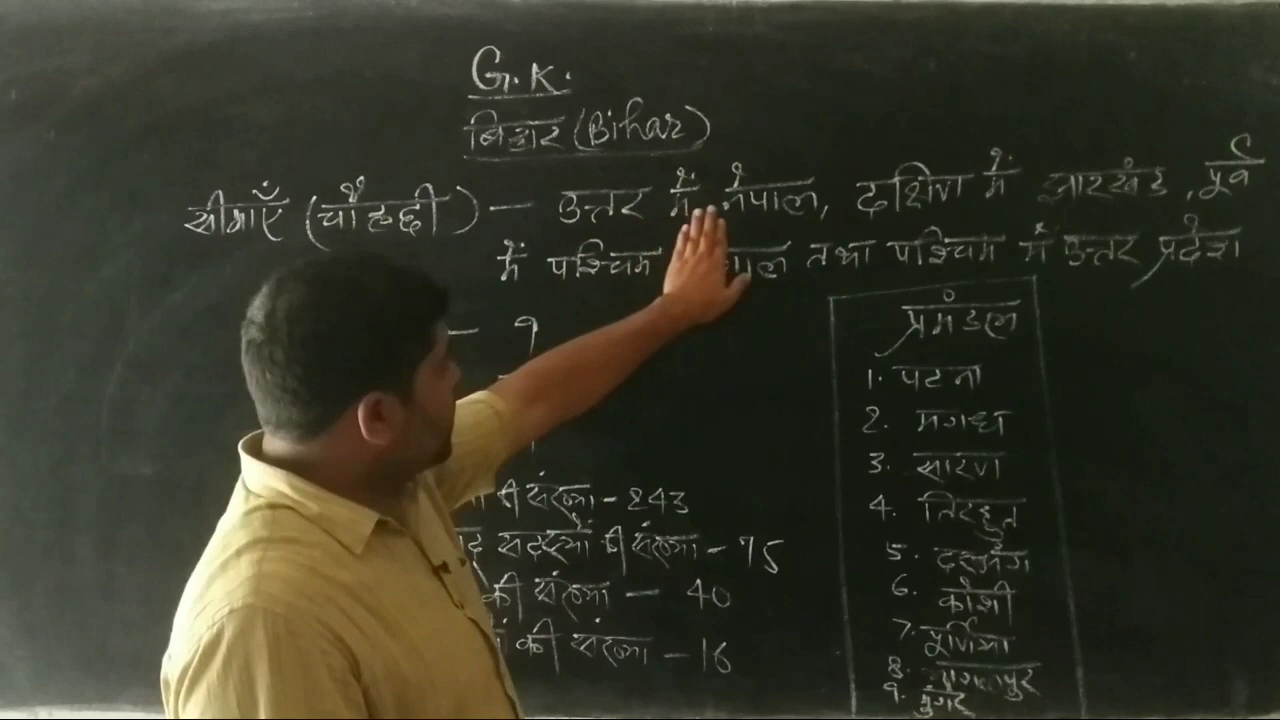 G.K.
बिहार (Bihar)
सीमाएँ (चौहद्दी) – उत्तर में नेपाल, दक्षिण में झारखंड, पूर्व
में पश्चिम तथा पश्चिम में उत्तर प्रदेश
– 9
की संख्या – 243
सदस्यों की संख्या – 75
की संख्या – 40
की संख्या – 16
प्रमंडल
1. पटना
2. मगध
3. सारण
4. तिरहुत
5. दरभंगा
6. कोशी
7. पूर्णिया
8. भागलपुर
9. मुंगेर